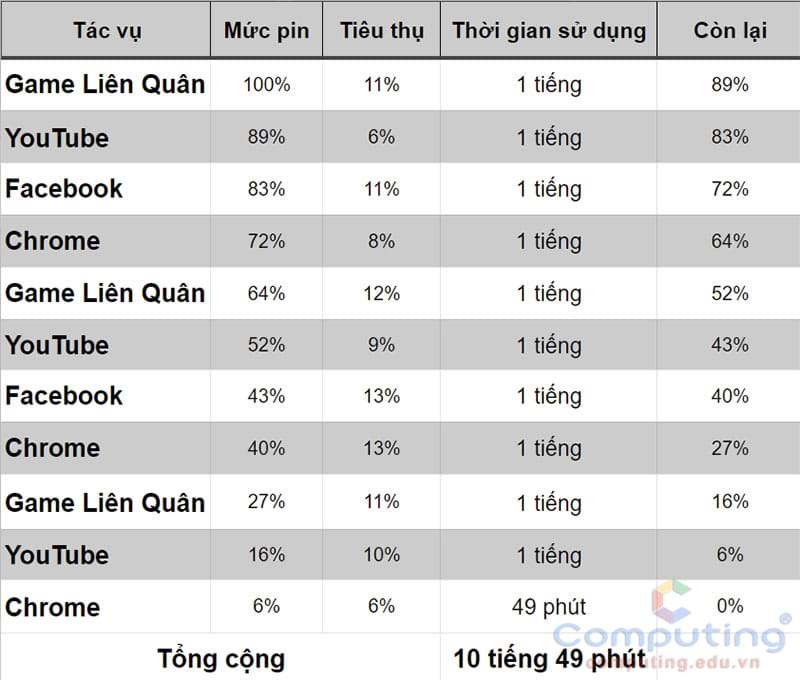 Tác vụ Mức pin Tiêu thụ Thời gian sử dụng Còn lại
Game Liên Quân 100% 11% 1 tiếng 89%
YouTube 89% 6% 1 tiếng 83%
Facebook 83% 11% 1 tiếng 72%
Chrome 72% 8% 1 tiếng 64%
Game Liên Quân 64% 12% 1 tiếng 52%
YouTube 52% 9% 1 tiếng 43%
Facebook 43% 13% 1 tiếng 40%
Chrome 40% 13% 1 tiếng 27%
Game Liên Quân 27% 11% 1 tiếng 16%
YouTube 16% 10% 1 tiếng 6%
Chrome 6% 6% 49 phút 0%
Tổng cộng 10 tiếng 49 phút
Computing®
computing.edu.vn